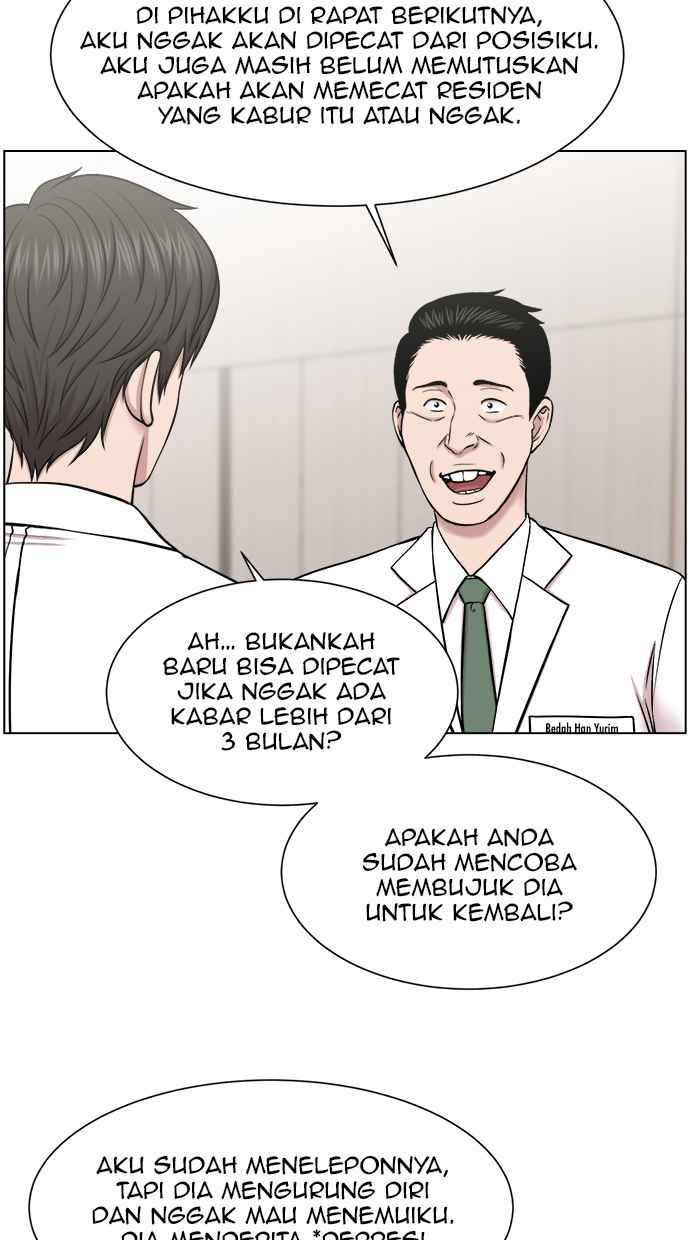 DI PIHAKKU DI RAPAT BERIKUTNYA,
AKU NGGAK AKAN DIPECAT DARI POSISIKU.
AKU JUGA MASIH BELUM MEMUTUSKAN
APAKAH AKAN MEMECAT RESIDEN
YANG KABUR ITU ATAU NGGAK.
AH... BUKANKAH
BARU BISA DIPECAT
JIKA NGGAK ADA
KABAR LEBIH DARI
3 BULAN?
Bedah Han Yurim
APAKAH ANDA
SUDAH MENCOBA
MEMBUJUK DIA
UNTUK KEMBALI?
AKU SUDAH MENELEPONNYA,
TAPI DIA MENGURUNG DIRI
DAN NGGAK MAU MENEMUIKU.
DIA MENDERITA *DEPRESI